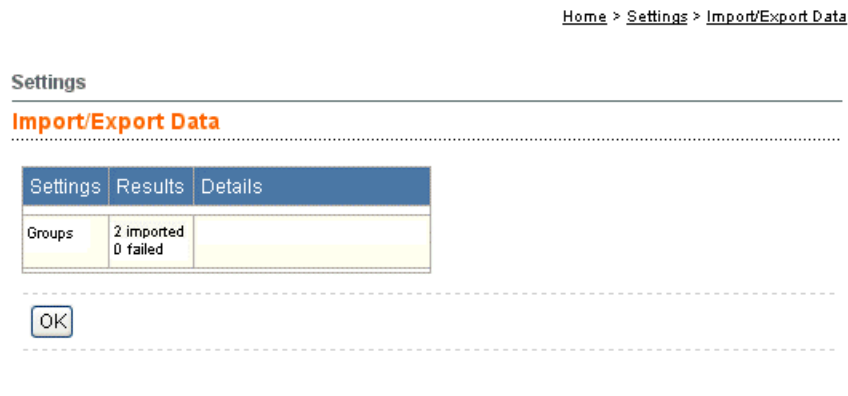 Home > Settings > Import/Export Data
Settings
Import/Export Data
Settings Results Details
Groups 2 imported
0 failed
OK